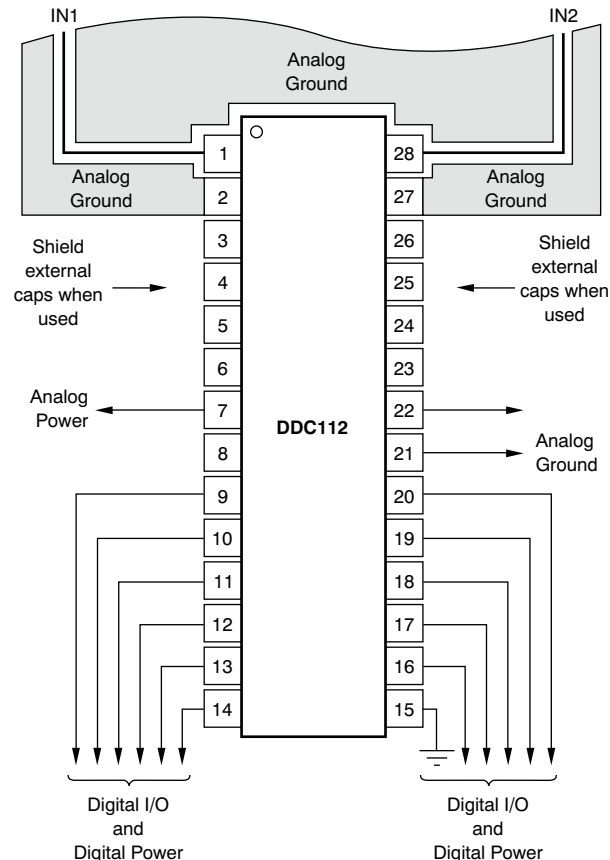 IN1
IN2
Analog
Ground
Analog
Ground
Analog
Ground
Shield
external
caps when
used
Shield
external
caps when
used
Analog
Power
Analog
Ground
DDC112
1
2
3
4
5
6
7
8
9
10
11
12
13
14
28
27
26
25
24
23
22
21
20
19
18
17
16
15
Digital I/O
and
Digital Power
Digital I/O
and
Digital Power